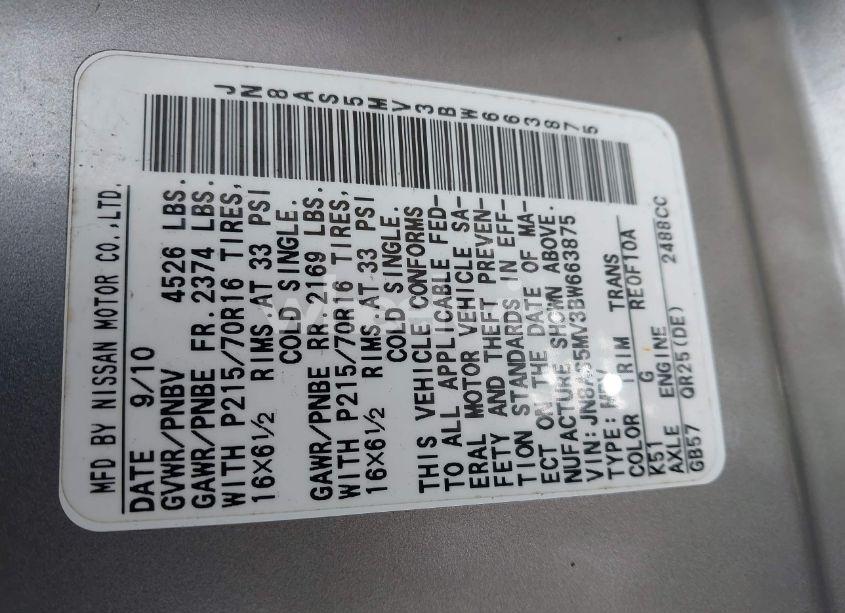 JN8AS5MV3BW663875
MFD BY NISSAN MOTOR CO.,LTD.
DATE 9/10
GVWR/PNBV 4526 LBS.
GAWR/PNBE FR.2374 LBS.
WITH P215/70R16 TIRES,
16X6½ RIMS AT 33 PSI
COLD SINGLE.
GAWR/PNBE RR.2169 LBS.
WITH P215/70R16 TIRES,
16X6½ RIMS AT 33 PSI
COLD SINGLE.
THIS VEHICLE CONFORMS
TO ALL APPLICABLE FED-
ERAL MOTOR VEHICLE SA-
FETY AND THEFT PREVEN-
TION STANDARDS IN EFF-
ECT ON THE DATE OF MA-
NUFACTURE SHOWN ABOVE.
VIN:JN8AS5MV3BW663875
TYPE:
COLOR TRIM TRANS
K51 G RE0F10A
AXLE ENGINE
GB57 QR25(DE) 2488CC